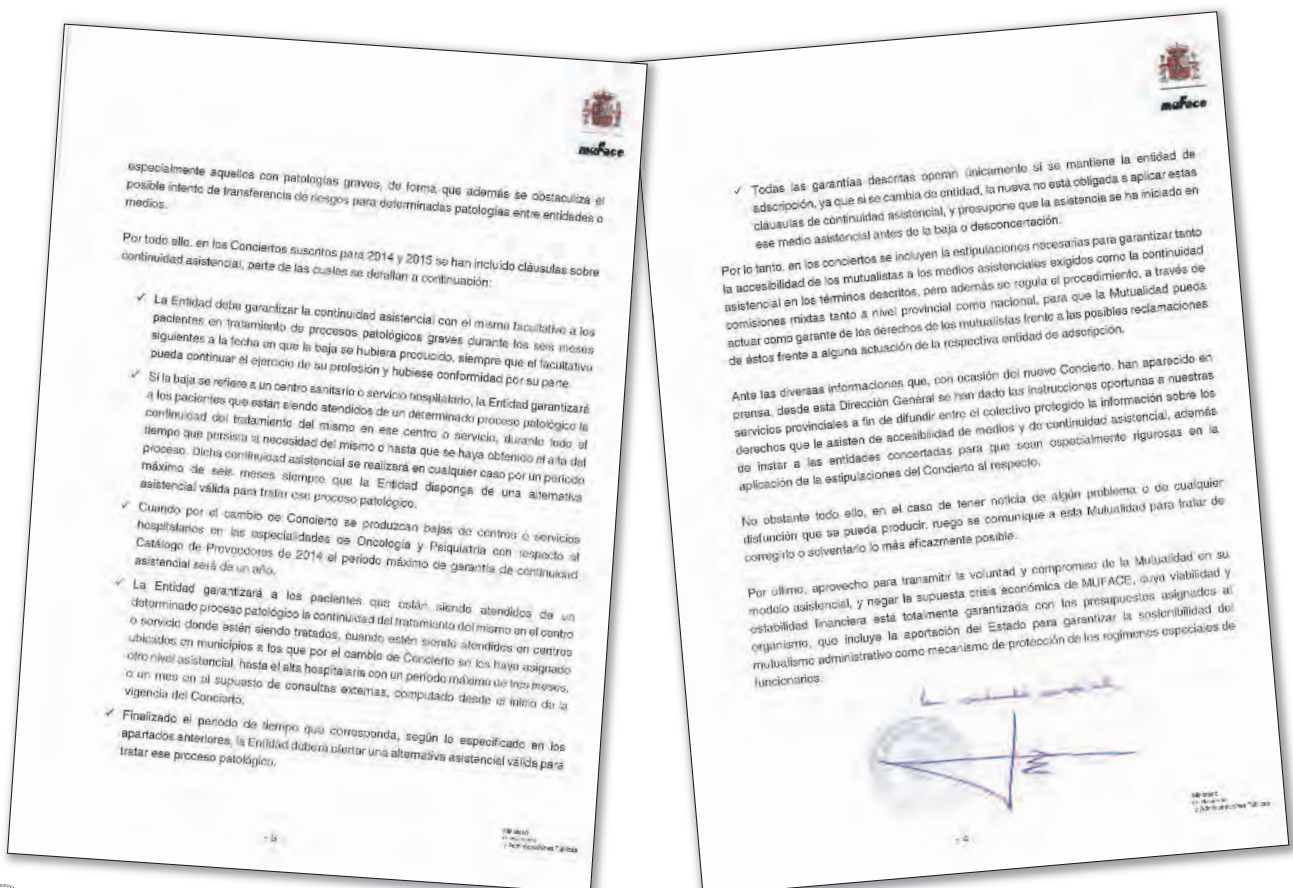 muface
especialmente aquellos con patologías graves, de forma que además se obstaculiza el
posible intento de transferencia de riesgos para determinadas patologías entre entidades o
medios.
Por todo ello, en los Conciertos suscritos para 2014 y 2015 se han incluido cláusulas sobre
continuidad asistencial, parte de las cuales se detallan a continuación:
✓ La Entidad debe garantizar la continuidad asistencial con el mismo facultativo a los
pacientes en tratamiento de procesos patológicos graves durante los seis meses
siguientes a la fecha en que la baja se hubiera producido, siempre que el facultativo
pueda continuar el ejercicio de su profesión y hubiese conformidad por su parte.
✓ Si la baja se refiere a un centro sanitario o servicio hospitalario, la Entidad garantizará
a los pacientes que están siendo atendidos de un determinado proceso patológico la
continuidad del tratamiento del mismo en ese centro o servicio, durante todo el
tiempo que persista la necesidad del mismo o hasta que se haya obtenido el alta del
proceso. Dicha continuidad asistencial se realizará en cualquier caso por un periodo
máximo de seis meses siempre que la Entidad disponga de una alternativa
asistencial válida para tratar ese proceso patológico.
✓ Cuando por el cambio de Concierto se produzcan bajas de centros o servicios
hospitalarios en las especialidades de Oncología y Psiquiatría con respecto al
Catálogo de Proveedores de 2014 el periodo máximo de garantía de continuidad
asistencial será de un año.
✓ La Entidad garantizará a los pacientes que están siendo atendidos de un
determinado proceso patológico la continuidad del tratamiento del mismo en el centro
o servicio donde estén siendo tratados, cuando estén siendo atendidos en centros
ubicados en municipios a los que por el cambio de Concierto se les haya asignado
otro nivel asistencial, hasta el alta hospitalaria con un periodo máximo de tres meses,
o un mes en el supuesto de consultas externas, computado desde el inicio de la
vigencia del Concierto.
✓ Finalizado el periodo de tiempo que corresponda, según lo especificado en los
apartados anteriores, la Entidad deberá ofertar una alternativa asistencial válida para
tratar ese proceso patológico.
y Administraciones Públicas
muface
✓ Todas las garantías descritas operan únicamente si se mantiene la entidad de
adscripción, ya que si se cambia de entidad, la nueva no está obligada a aplicar estas
cláusulas de continuidad asistencial, y presupone que la asistencia se ha iniciado en
ese medio asistencial antes de la baja o desconcertación.
Por lo tanto, en los conciertos se incluyen la estipulaciones necesarias para garantizar tanto
la accesibilidad de los mutualistas a los medios asistenciales exigidos como la continuidad
asistencial en los términos descritos, pero además se regula el procedimiento, a través de
comisiones mixtas tanto a nivel provincial como nacional, para que la Mutualidad pueda
actuar como garante de los derechos de los mutualistas frente a las posibles reclamaciones
de éstos frente a alguna actuación de la respectiva entidad de adscripción.
Ante las diversas informaciones que, con ocasión del nuevo Concierto, han aparecido en
prensa, desde esta Dirección General se han dado las instrucciones oportunas a nuestras
servicios provinciales a fin de difundir entre el colectivo protegido la información sobre los
derechos que le asisten de accesibilidad de medios y de continuidad asistencial, además
de instar a las entidades concertadas para que sean especialmente rigurosas en la
aplicación de la estipulaciones del Concierto al respecto.
No obstante todo ello, en el caso de tener noticia de algún problema o de cualquier
disfunción que se pueda producir, ruego se comunique a esta Mutualidad para tratar de
corregirlo o solventarlo lo más eficazmente posible.
Por último, aprovecho para transmitir la voluntad y compromiso de la Mutualidad en su
modelo asistencial, y negar la supuesta crisis económica de MUFACE, cuya viabilidad y
estabilidad financiera está totalmente garantizada con los presupuestos asignados al
organismo, que incluye la aportación del Estado para garantizar la sostenibilidad del
mutualismo administrativo como mecanismo de protección de los regímenes especiales de
funcionarios.
y Administraciones Públicas